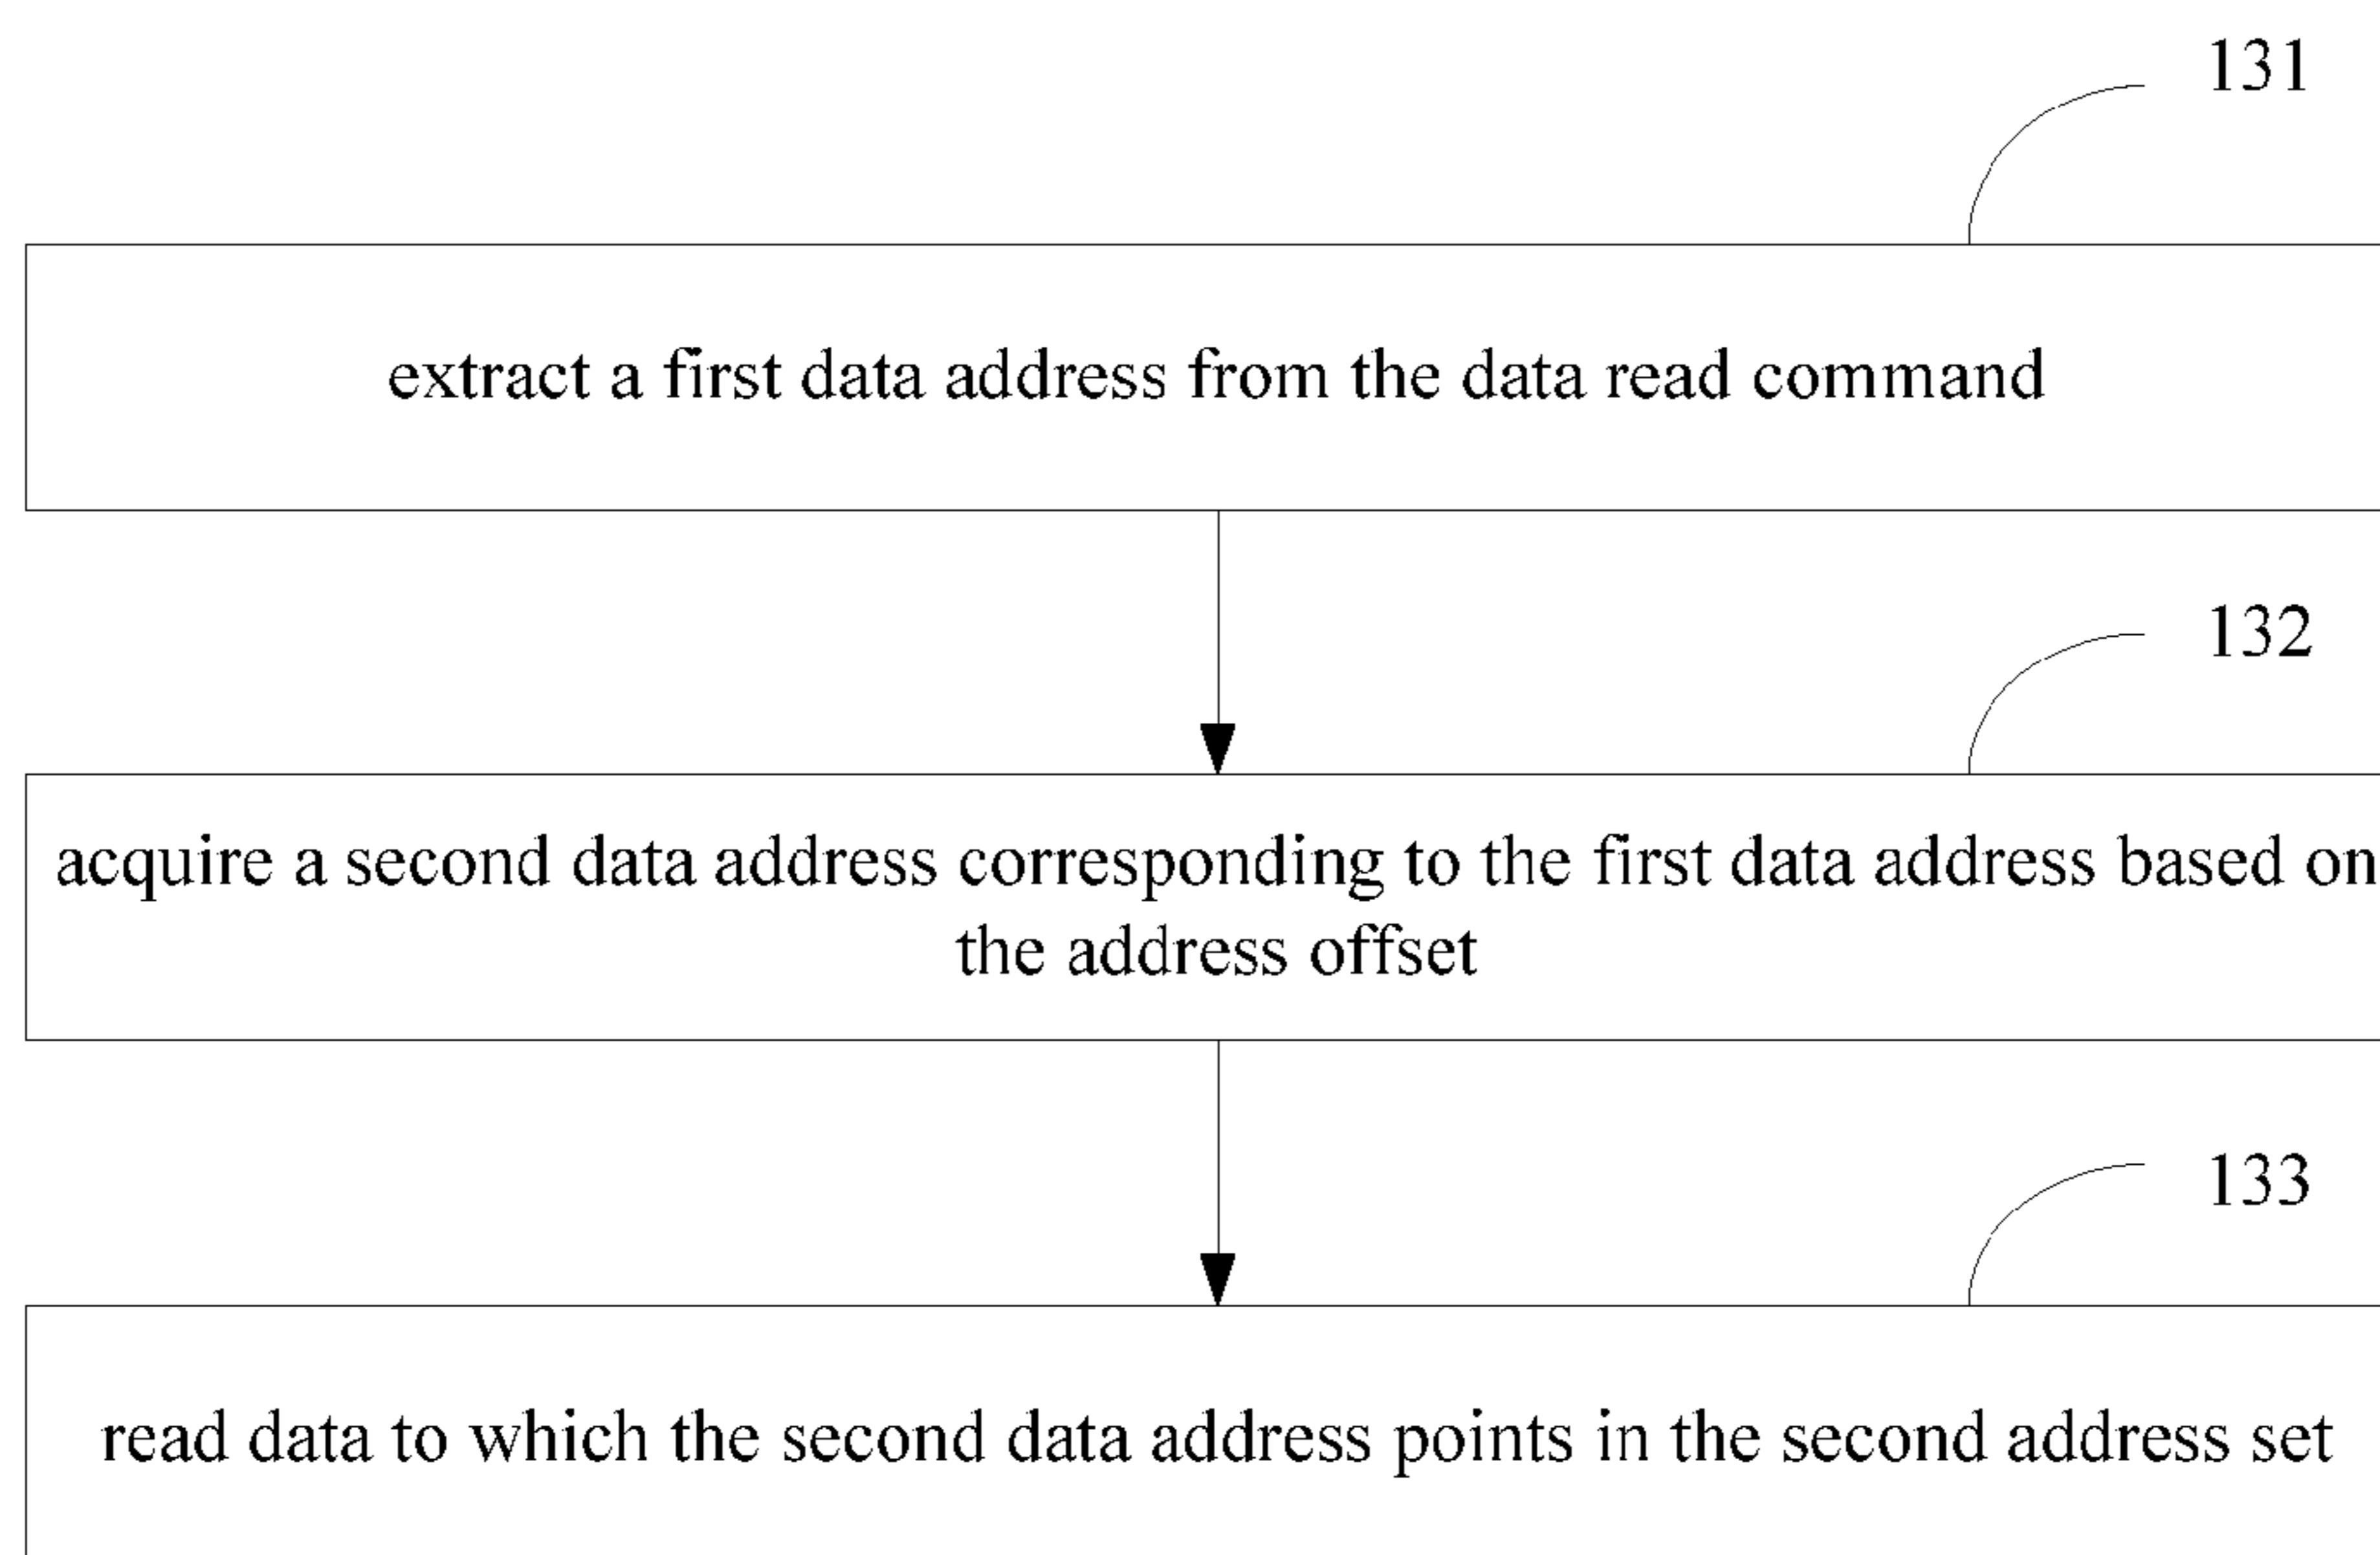 131
extract a first data address from the data read command
132
acquire a second data address corresponding to the first data address based on
the address offset
133
read data to which the second data address points in the second address set